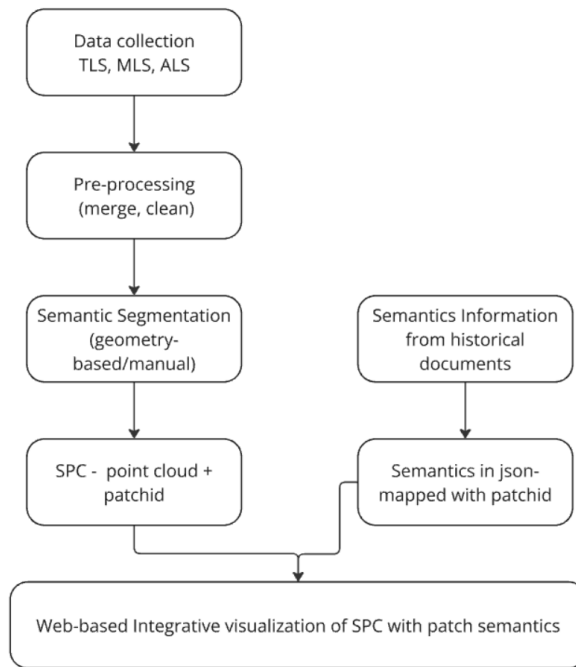 Data collection
TLS, MLS, ALS
Pre-processing
(merge, clean)
Semantic Segmentation
(geometry-
based/manual)
Semantics Information
from historical
documents
SPC - point cloud +
patchid
Semantics in json-
mapped with patchid
Web-based Integrative visualization of SPC with patch semantics